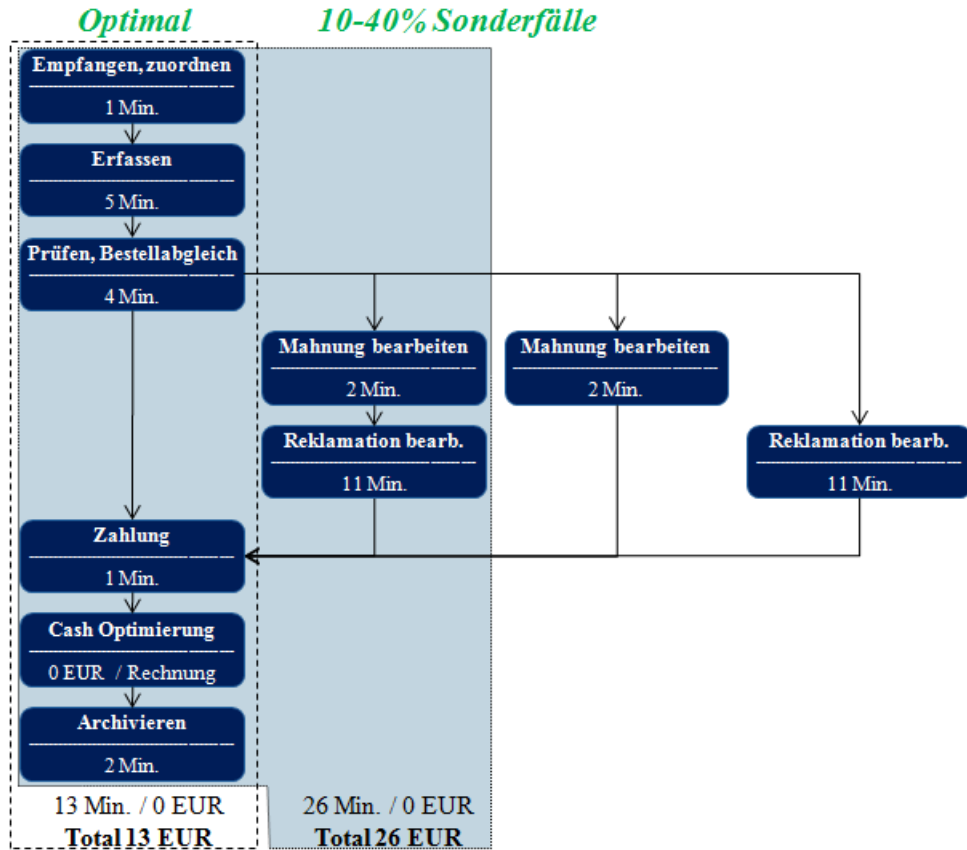 Optimal
10-40% Sonderfälle
Empfangen, zuordnen
1 Min.
Erfassen
5 Min.
Prüfen, Bestellabgleich
4 Min.
Mahnung bearbeiten
2 Min.
Mahnung bearbeiten
2 Min.
Reklamation bearb.
11 Min.
Reklamation bearb.
11 Min.
Zahlung
1 Min.
Cash Optimierung
0 EUR / Rechnung
Archivieren
2 Min.
13 Min. / 0 EUR
Total 13 EUR
26 Min. / 0 EUR
Total 26 EUR